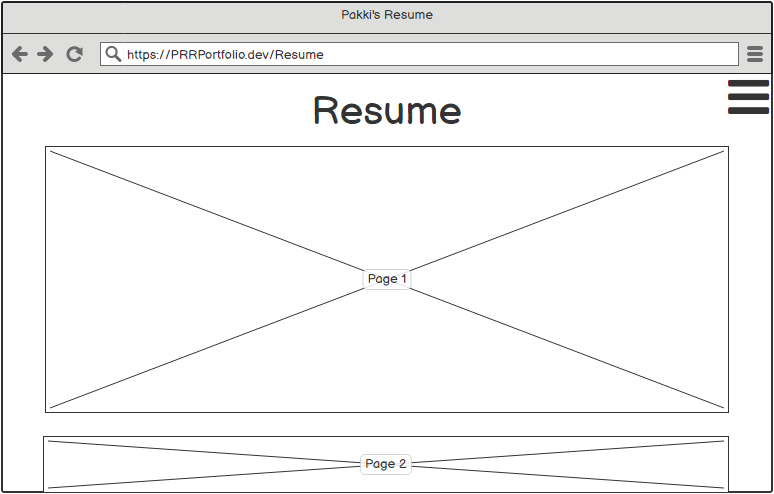 Pakki's Resume
https://PRRPortfolio.dev/Resume
Resume
Page 1
Page 2